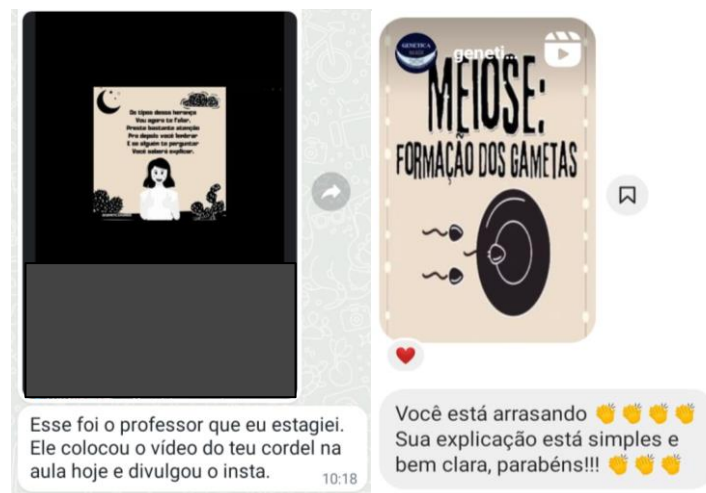 Os tipos dessa herança
Vou agora te falar.
Preste bastante atenção
Pra depois você lembrar
E se alguém te perguntar
Você saberá explicar.
Esse foi o professor que eu estagiei.
Ele colocou o vídeo do teu cordel na
aula hoje e divulgou o insta.
10:18
GENETICA
geneti...
MEIOSE:
FORMAÇÃO DOS GAMETAS
Você está arrasando 👏👏👏👏
Sua explicação está simples e
bem clara, parabéns!!! 👏👏👏